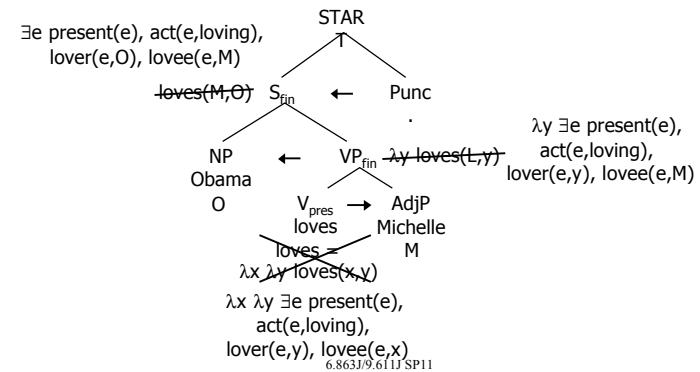 STAR
T
∃e present(e), act(e,loving),
lover(e,O), lovee(e,M)
loves(M,O) S_fin ← Punc
.
NP ← VP_fin λy loves(L,y)
Obama
O
λy ∃e present(e),
act(e,loving),
lover(e,y), lovee(e,M)
V_pres → AdjP
loves Michelle
loves = M
λx λy loves(x,y)
λx λy ∃e present(e),
act(e,loving),
lover(e,y), lovee(e,x)
6.863J/9.611J SP11